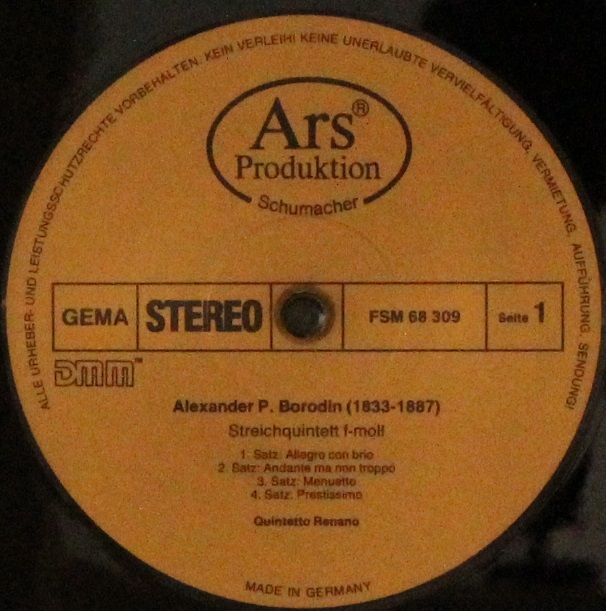 ALLE URHEBER- UND LEISTUNGSSCHUTZRECHTE VORBEHALTEN. KEIN VERLEIH! KEINE UNERLAUBTE VERVIELFÄLTIGUNG, VERMIETUNG, AUFFÜHRUNG, SENDUNG!
Ars®
Produktion
Schumacher
GEMA STEREO FSM 68 309 Seite 1
DMM™
Alexander P. Borodin (1833-1887)
Streichquintett f-moll
1. Satz: Allegro con brio
2. Satz: Andante ma non troppo
3. Satz: Menuetto
4. Satz: Prestissimo
Quintetto Renano
MADE IN GERMANY